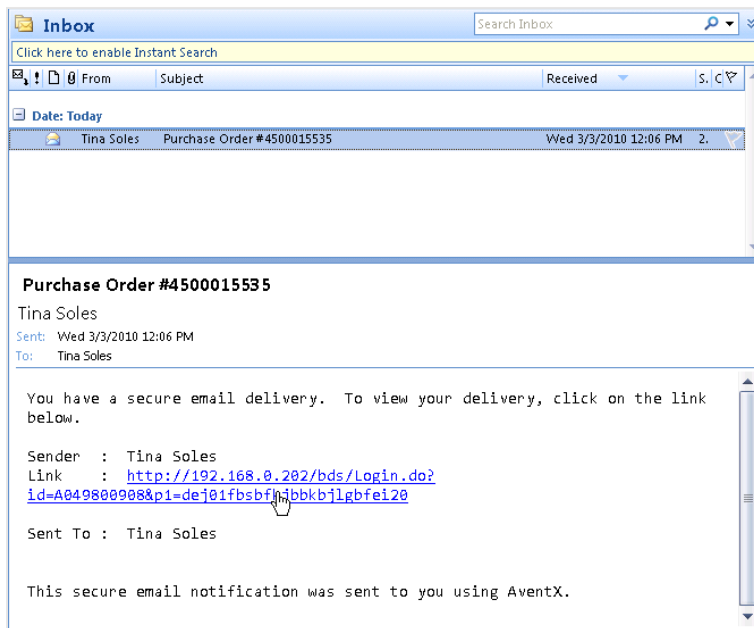 Inbox
Search Inbox
Click here to enable Instant Search
! From Subject Received S. C
Date: Today
Tina Soles Purchase Order #4500015535 Wed 3/3/2010 12:06 PM 2.
Purchase Order #4500015535
Tina Soles
Sent: Wed 3/3/2010 12:06 PM
To: Tina Soles
You have a secure email delivery. To view your delivery, click on the link
below.
Sender : Tina Soles
Link : http://192.168.0.202/bds/Login.do?
Sent To : Tina Soles
This secure email notification was sent to you using AventX.